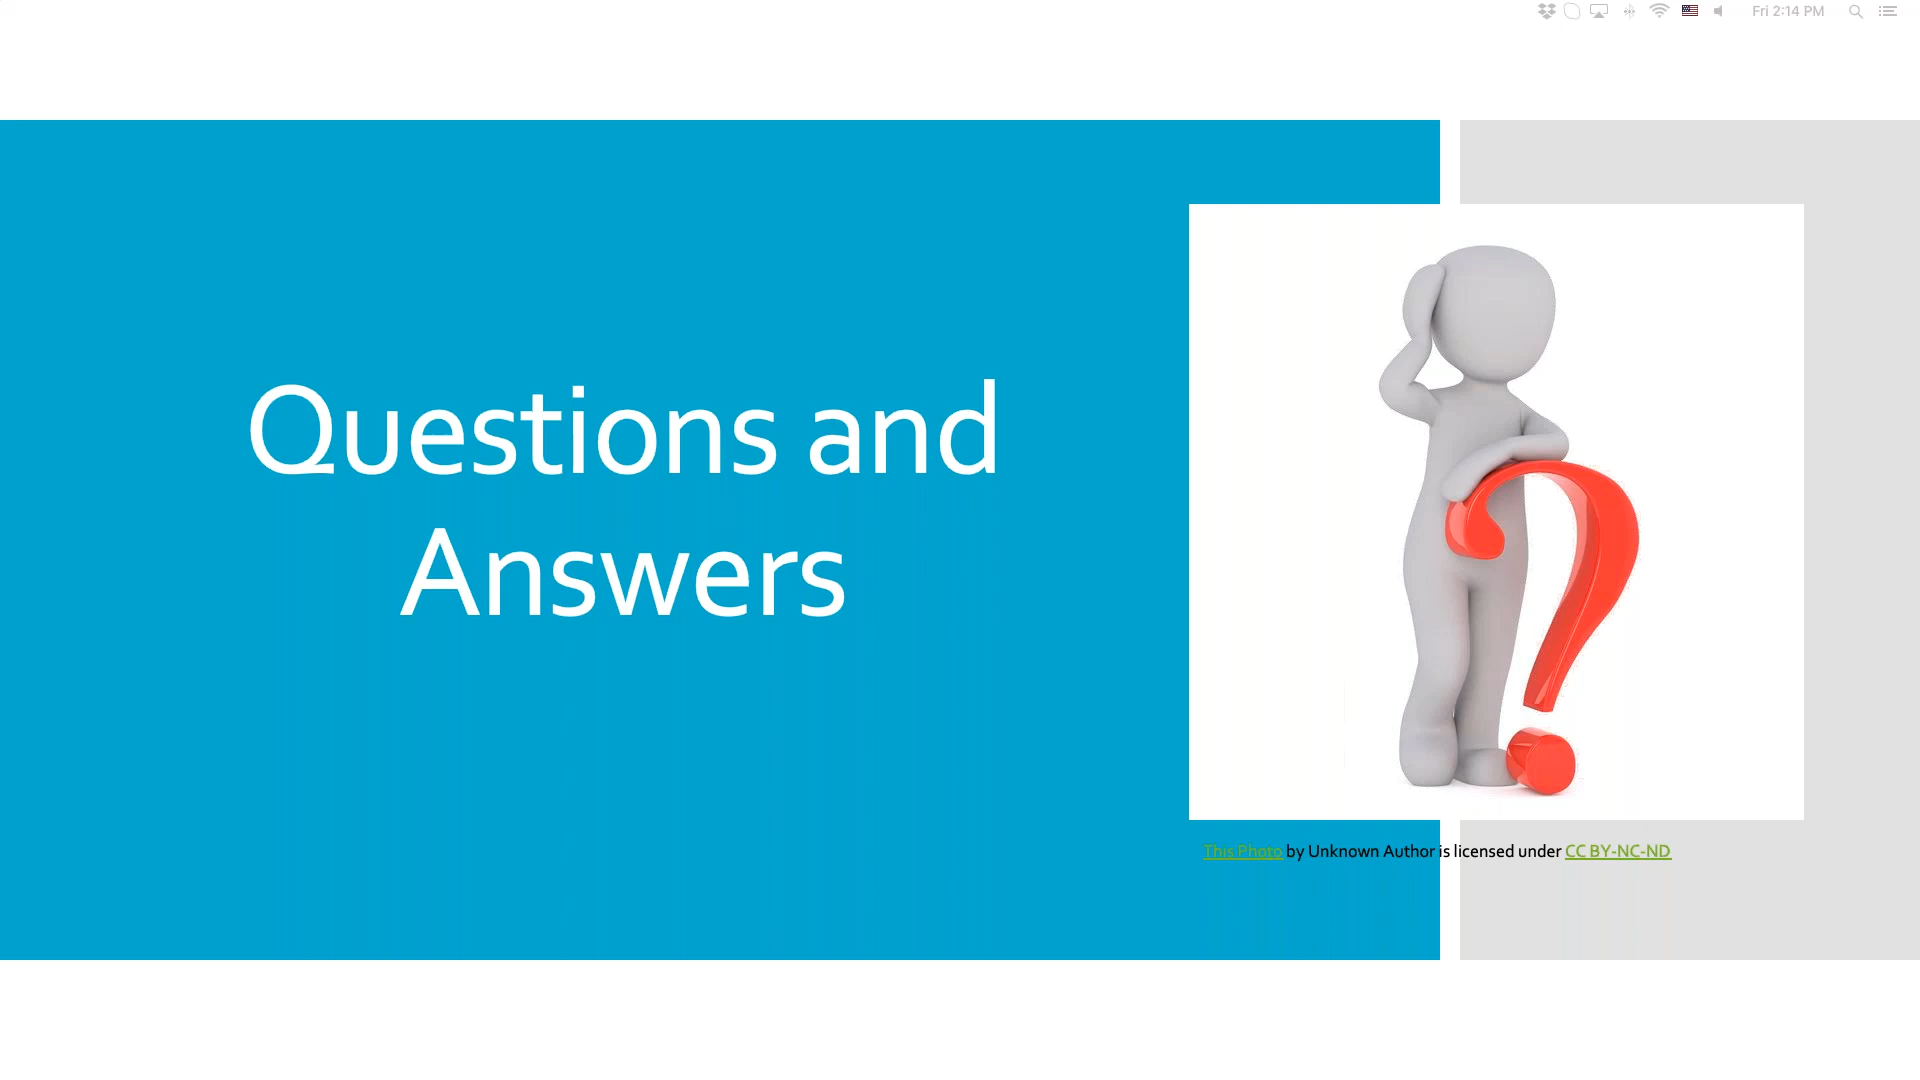 Fri 2:14 PM
Questions and
Answers
This Photo by Unknown Author is licensed under CC BY-NC-ND